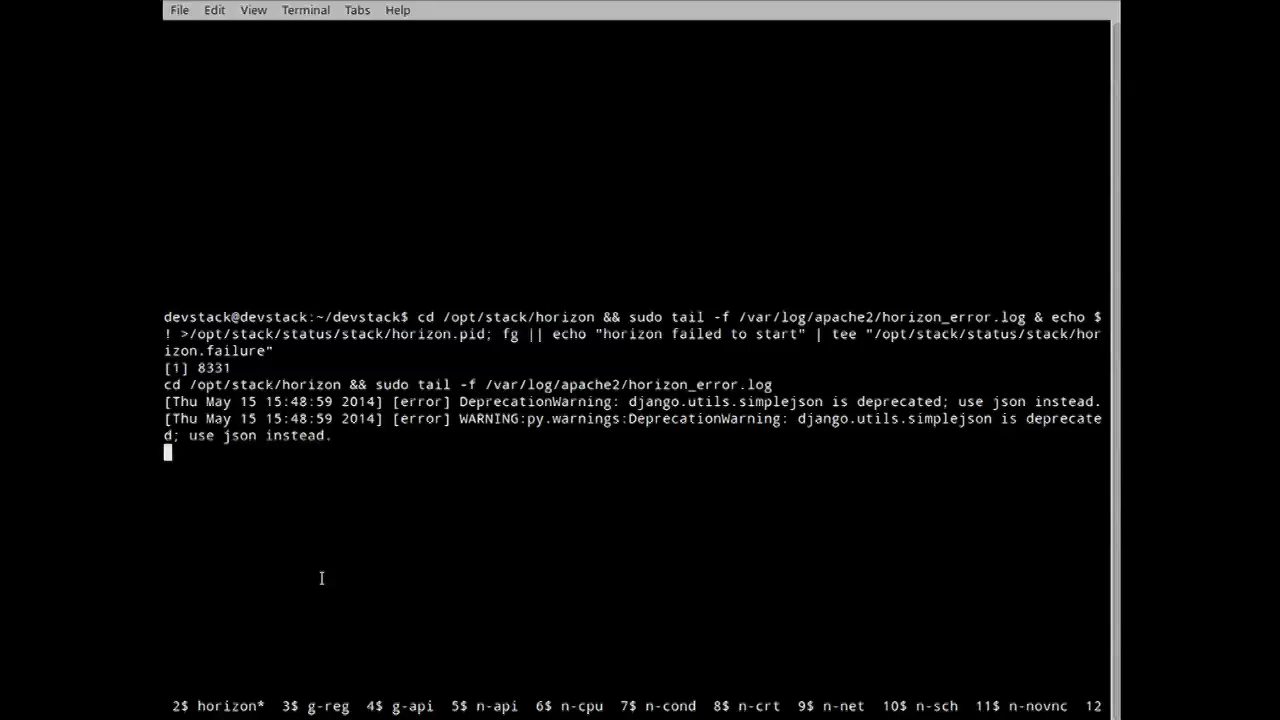 File Edit View Terminal Tabs Help
devstack@devstack:~/devstack$ cd /opt/stack/horizon && sudo tail -f /var/log/apache2/horizon_error.log & echo $
! >/opt/stack/status/stack/horizon.pid; fg || echo "horizon failed to start" | tee "/opt/stack/status/stack/hor
izon.failure"
[1] 8331
cd /opt/stack/horizon && sudo tail -f /var/log/apache2/horizon_error.log
[Thu May 15 15:48:59 2014] [error] DeprecationWarning: django.utils.simplejson is deprecated; use json instead.
[Thu May 15 15:48:59 2014] [error] WARNING:py.warnings:DeprecationWarning: django.utils.simplejson is deprecate
d; use json instead.
2$ horizon* 3$ g-reg 4$ g-api 5$ n-api 6$ n-cpu 7$ n-cond 8$ n-crt 9$ n-net 10$ n-sch 11$ n-novnc 12